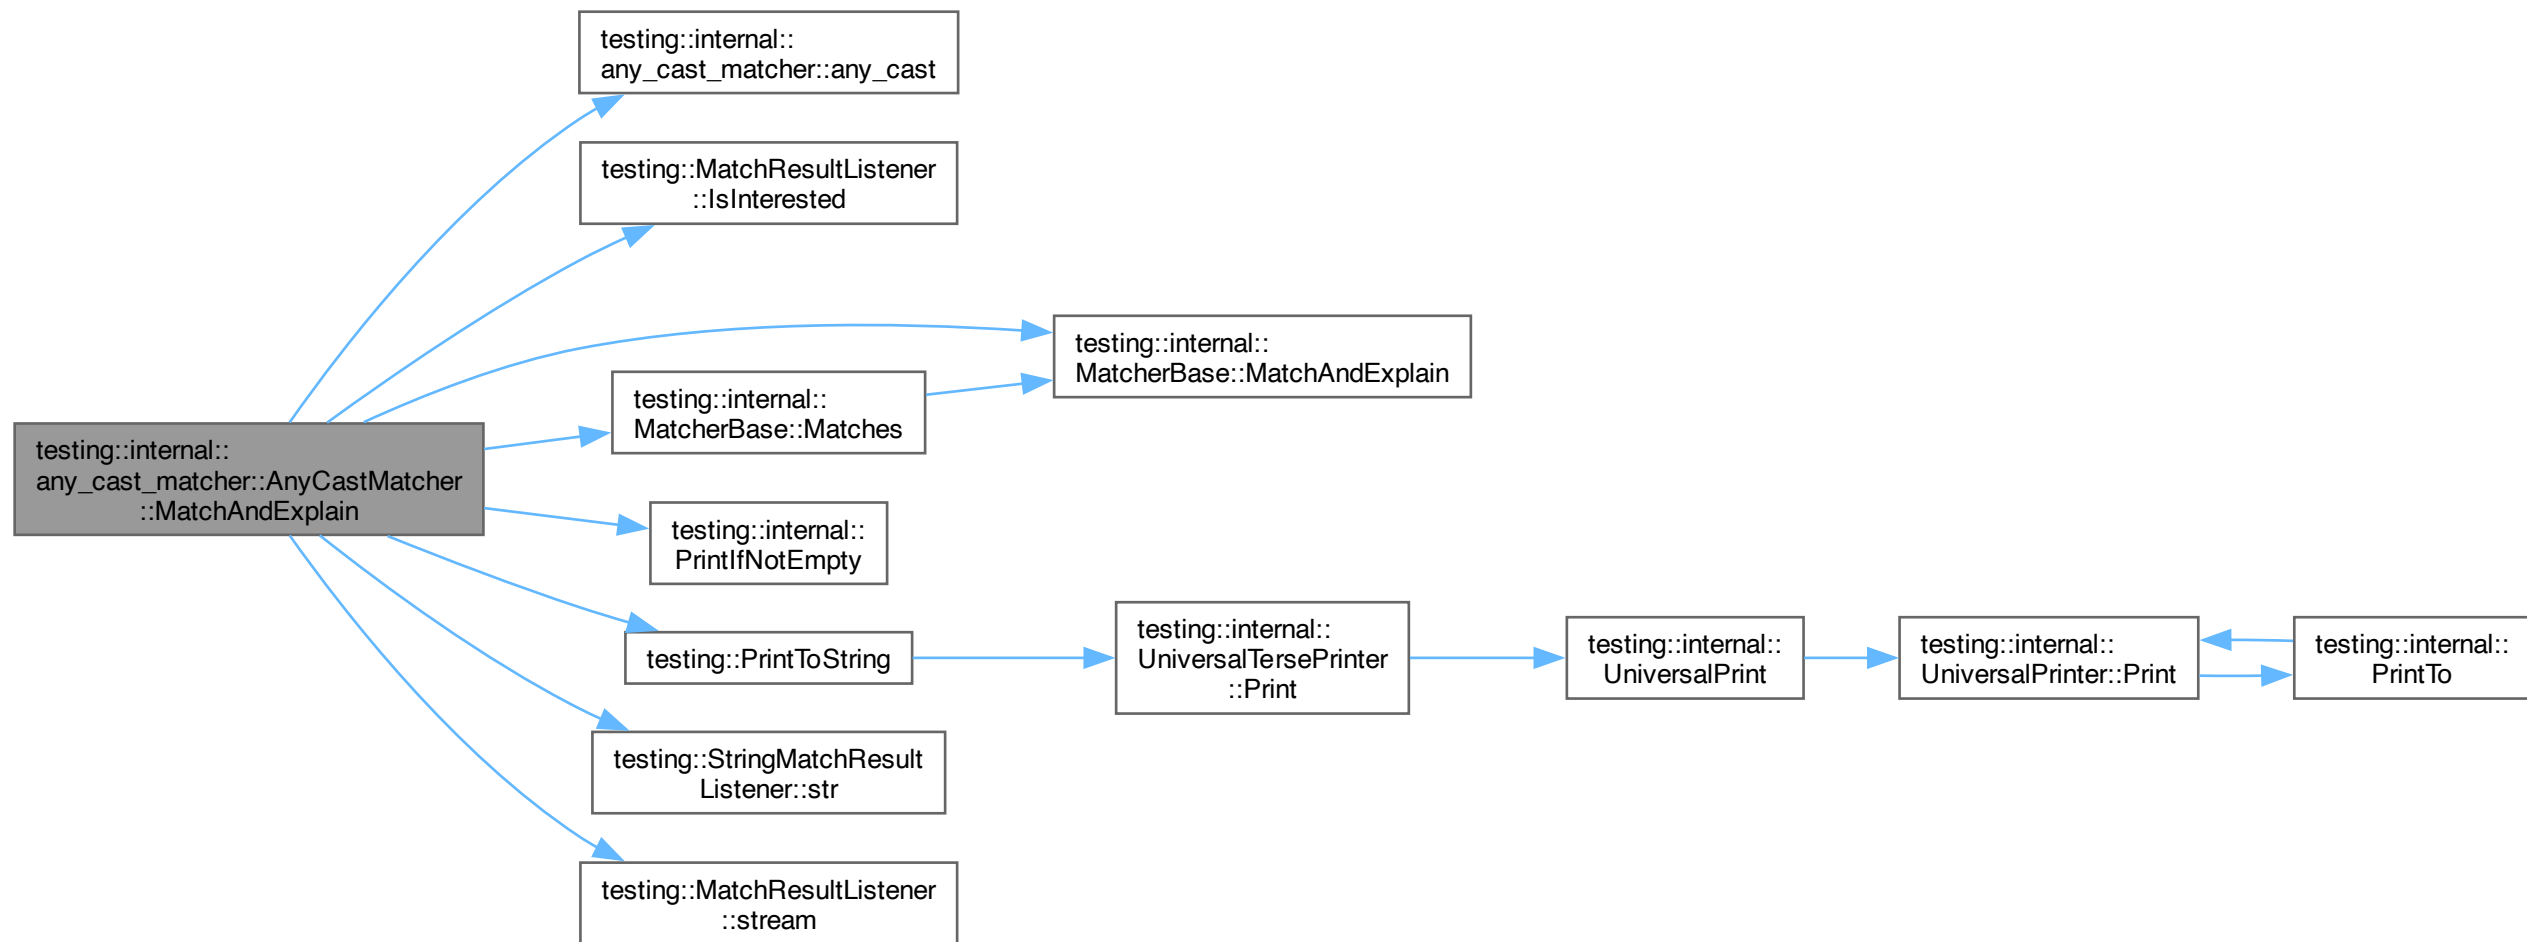 testing::internal::
any_cast_matcher::any_cast
testing::MatchResultListener
::IsInterested
testing::internal::
MatcherBase::MatchAndExplain
testing::internal::
MatcherBase::Matches
testing::internal::
any_cast_matcher::AnyCastMatcher
::MatchAndExplain
testing::internal::
PrintIfNotEmpty
testing::PrintToString
testing::internal::
UniversalTersePrinter
::Print
testing::internal::
UniversalPrint
testing::internal::
UniversalPrinter::Print
testing::internal::
PrintTo
testing::StringMatchResult
Listener::str
testing::MatchResultListener
::stream